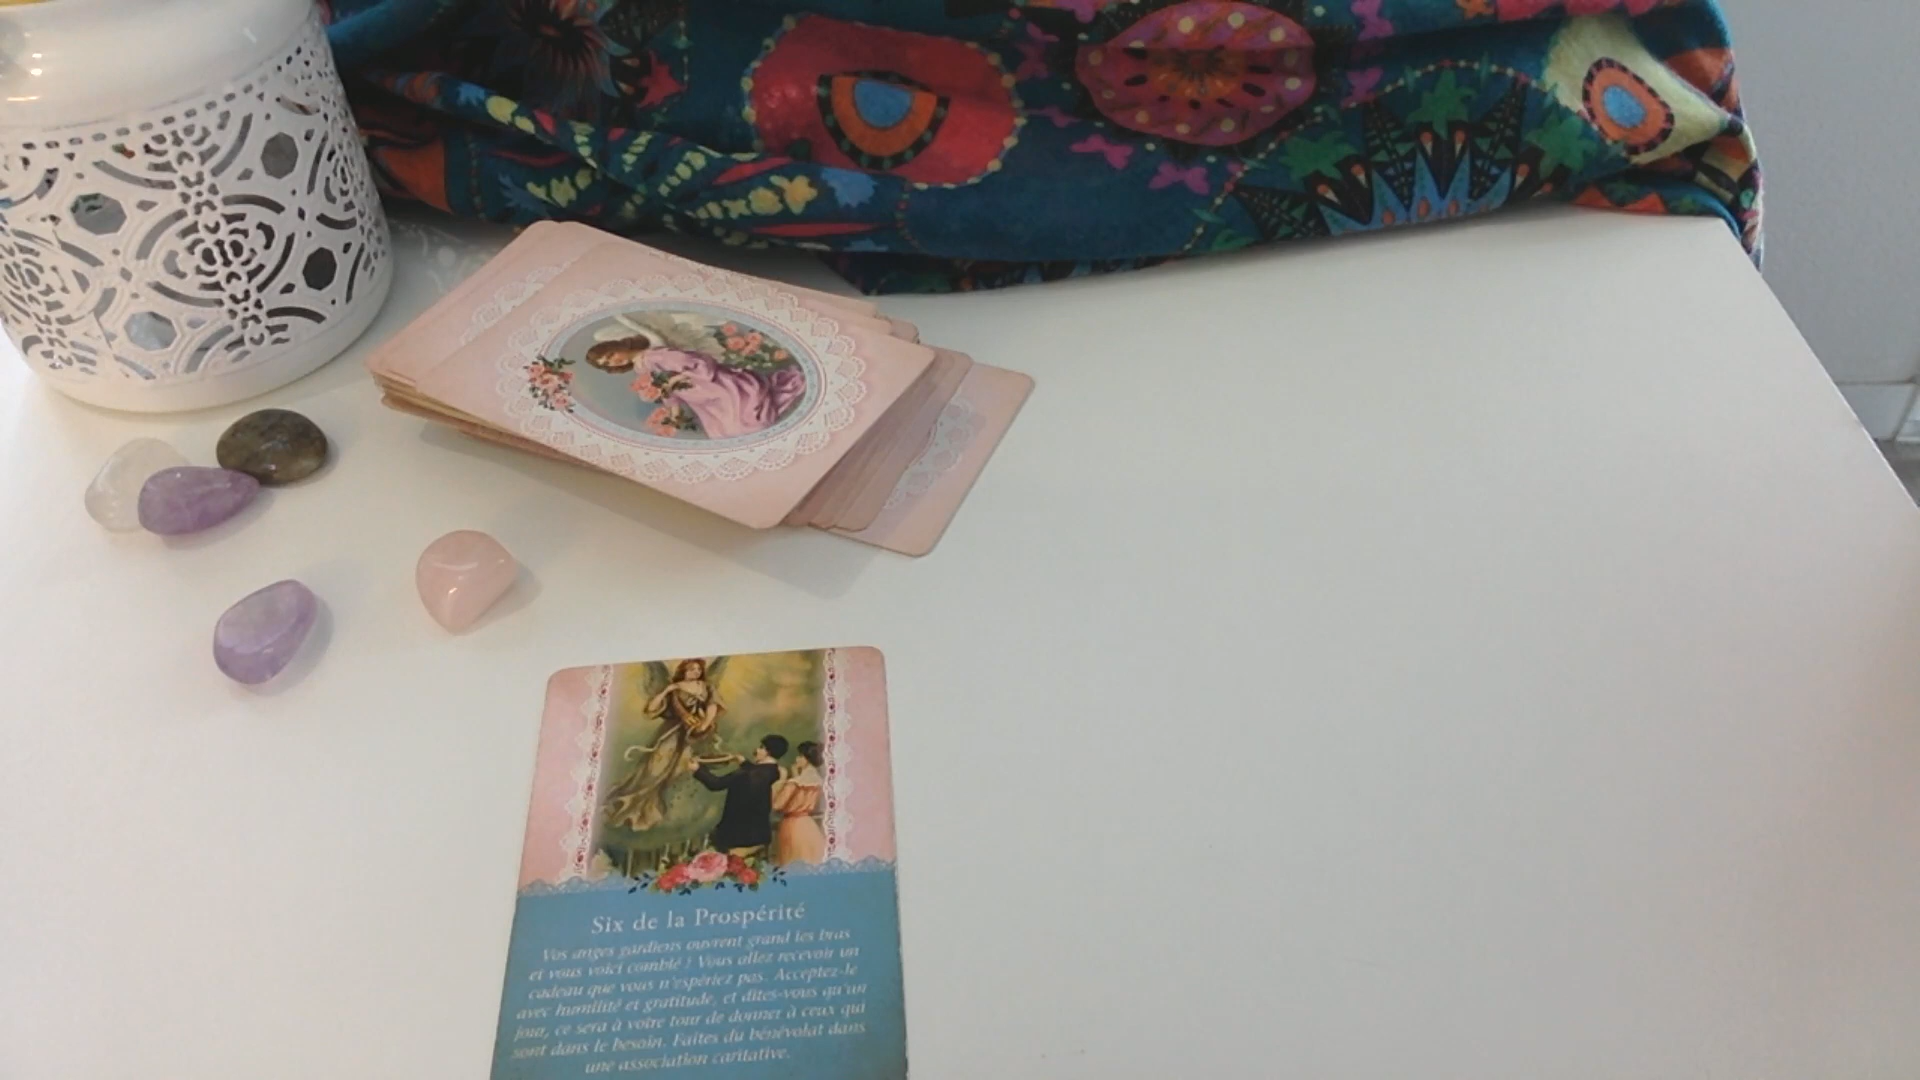 Six de la Prospérité
Vos anges gardiens ouvrent grand les bras
et vous voici comblé ! Vous allez recevoir un
cadeau que vous n'espériez pas. Acceptez-le
avec humilité et gratitude, et dites-vous qu'un
jour, ce sera à votre tour de donner à ceux qui
sont dans le besoin. Faites du bénévolat dans
une association caritative.